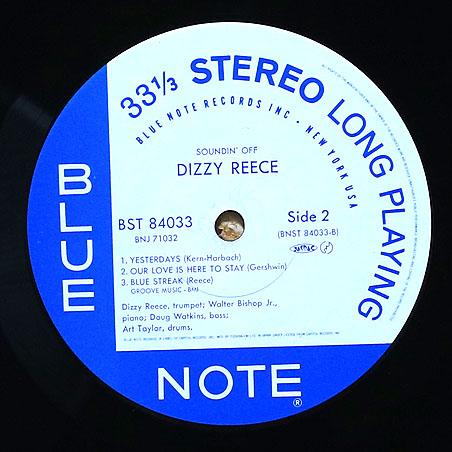 33⅓ STEREO LONG PLAYING
BLUE NOTE RECORDS INC · NEW YORK USA
SOUNDIN' OFF
DIZZY REECE
BST 84033
BNJ 71032
Side 2
(BNST 84033-B)
1. YESTERDAYS (Kern-Harbach)
2. OUR LOVE IS HERE TO STAY (Gershwin)
3. BLUE STREAK (Reece)
GROOVE MUSIC - BMI
Dizzy Reece, trumpet; Walter Bishop Jr.,
piano; Doug Watkins, bass;
Art Taylor, drums.
BLUE
NOTE
®